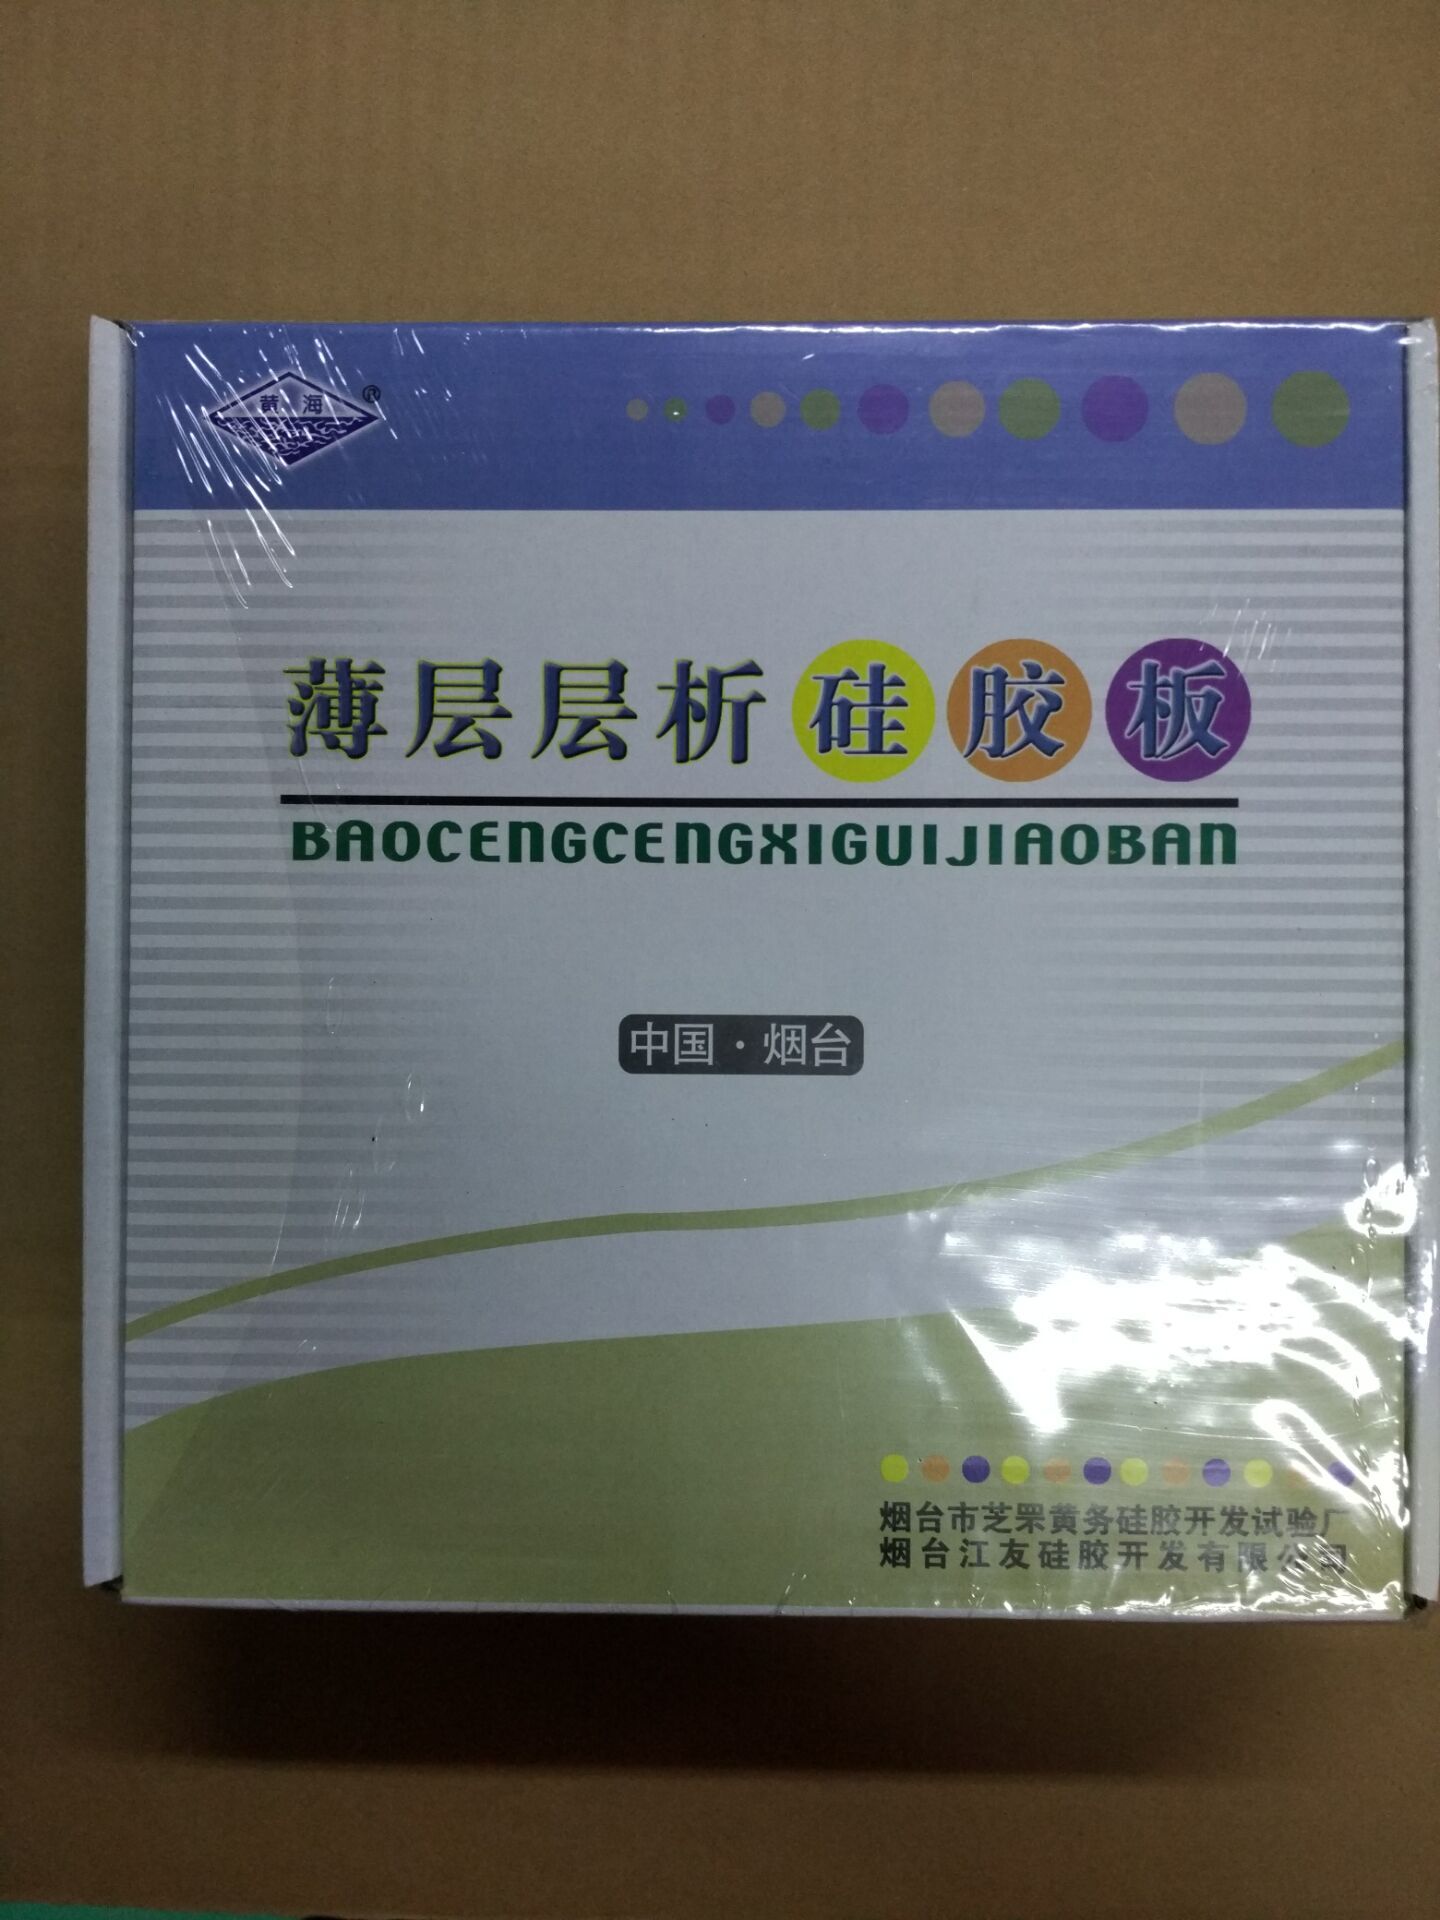 黄海®
薄层层析硅胶板
BAOCENGCENGXIGUIJIAOBAN
中国·烟台
烟台市芝罘黄务硅胶开发试验厂
烟台江友硅胶开发有限公司